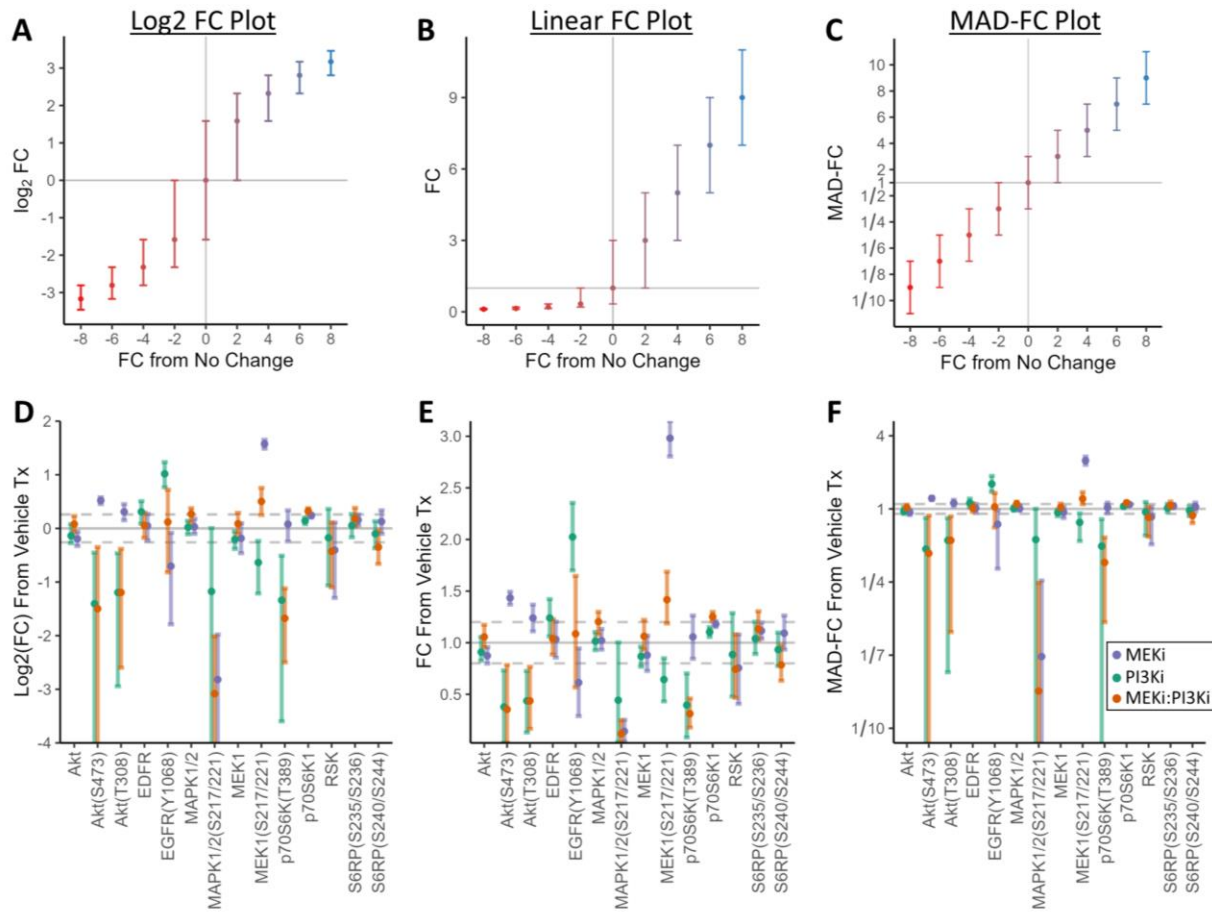 A
Log2 FC Plot
log₂ FC
3
2
1
0
-1
-2
-3
-8 -6 -4 -2 0 2 4 6 8
FC from No Change
B
Linear FC Plot
FC
9
6
3
0
-8 -6 -4 -2 0 2 4 6 8
FC from No Change
C
MAD-FC Plot
MAD-FC
10
8
6
4
2
1
1/2
1/4
1/6
1/8
1/10
-8 -6 -4 -2 0 2 4 6 8
FC from No Change
D
Log2(FC) From Vehicle Tx
2
1
0
-1
-2
-3
-4
Akt
Akt(S473)
Akt(T308)
EDFR
EGFR(Y1068)
MAPK1/2
MAPK1/2(S217/221)
MEK1
MEK1(S217/221)
p70S6K(T389)
p70S6K1
RSK
S6RP(S235/S236)
S6RP(S240/S244)
E
FC From Vehicle Tx
3.0
2.5
2.0
1.5
1.0
0.5
Akt
Akt(S473)
Akt(T308)
EDFR
EGFR(Y1068)
MAPK1/2
MAPK1/2(S217/221)
MEK1
MEK1(S217/221)
p70S6K(T389)
p70S6K1
RSK
S6RP(S235/S236)
S6RP(S240/S244)
F
MAD-FC From Vehicle Tx
4
1
1/4
1/7
1/10
MEKi
PI3Ki
MEKi:PI3Ki
Akt
Akt(S473)
Akt(T308)
EDFR
EGFR(Y1068)
MAPK1/2
MAPK1/2(S217/221)
MEK1
MEK1(S217/221)
p70S6K(T389)
p70S6K1
RSK
S6RP(S235/S236)
S6RP(S240/S244)